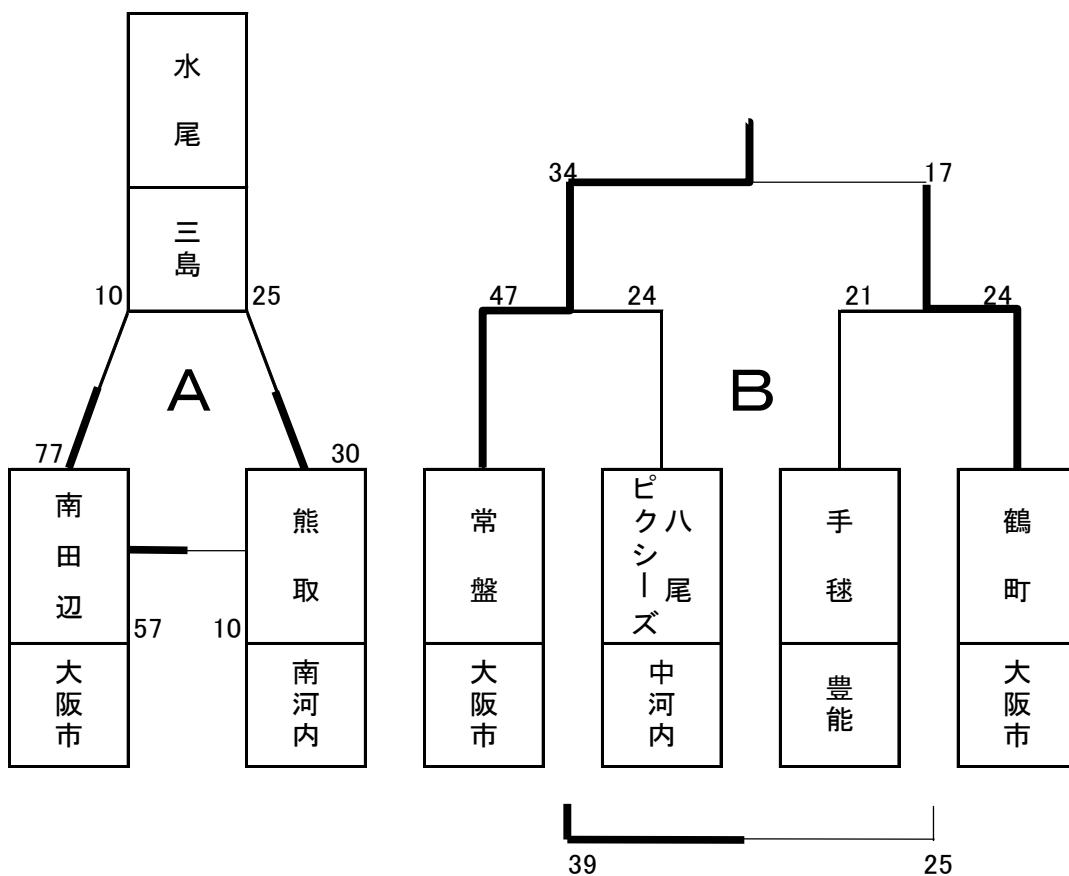 水尾
三島
10
25
A
77
30
南田辺
熊取
57
10
大阪市
南河内
34
17
47
24
21
24
B
常盤
八尾
ピクシーズ
手毬
鶴町
大阪市
中河内
豊能
大阪市
39
25